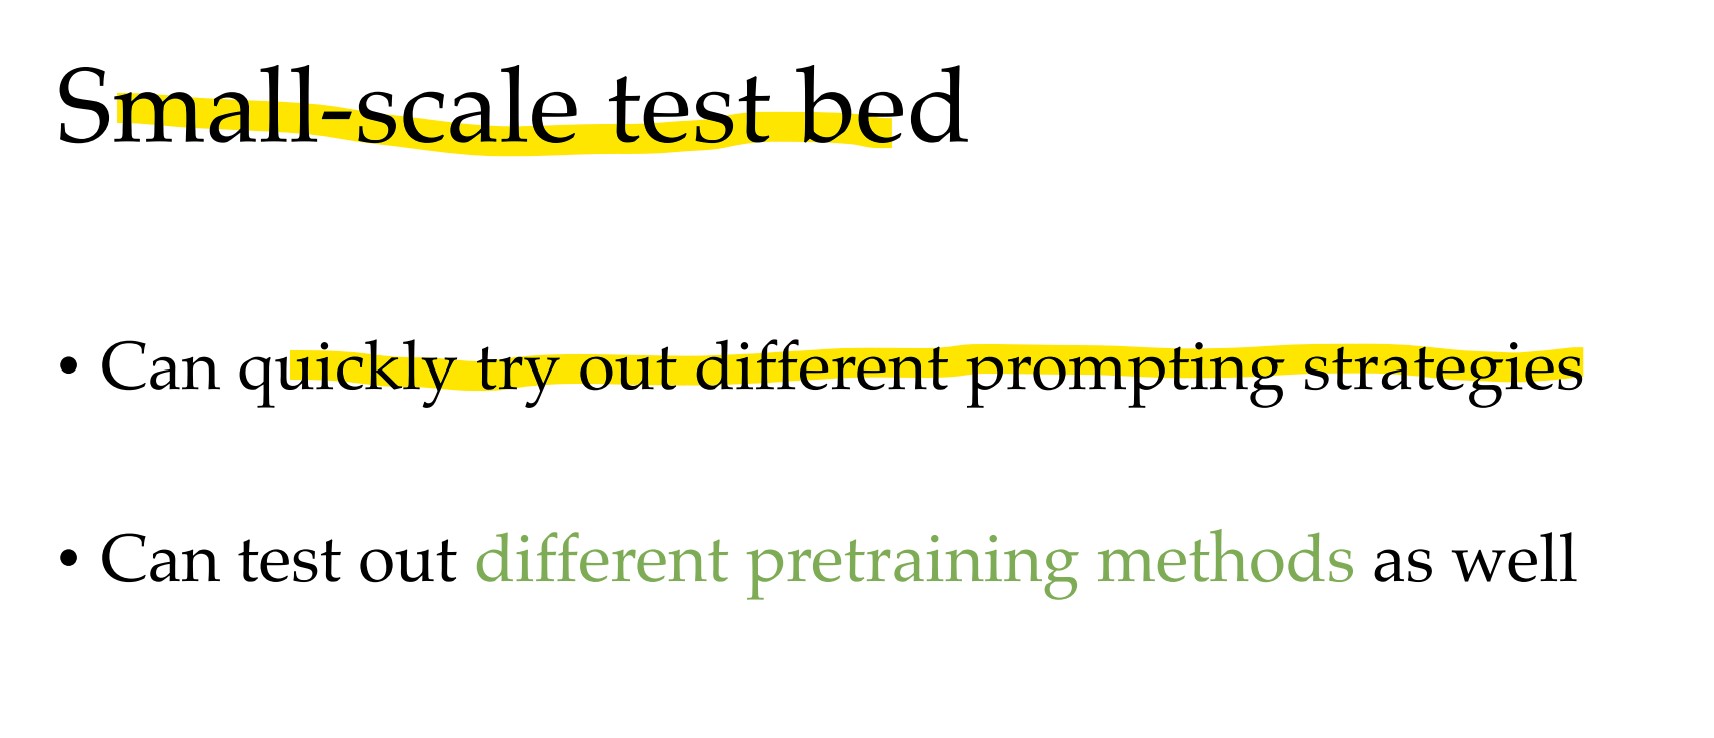 Small-scale test bed
• Can quickly try out different prompting strategies
• Can test out different pretraining methods as well